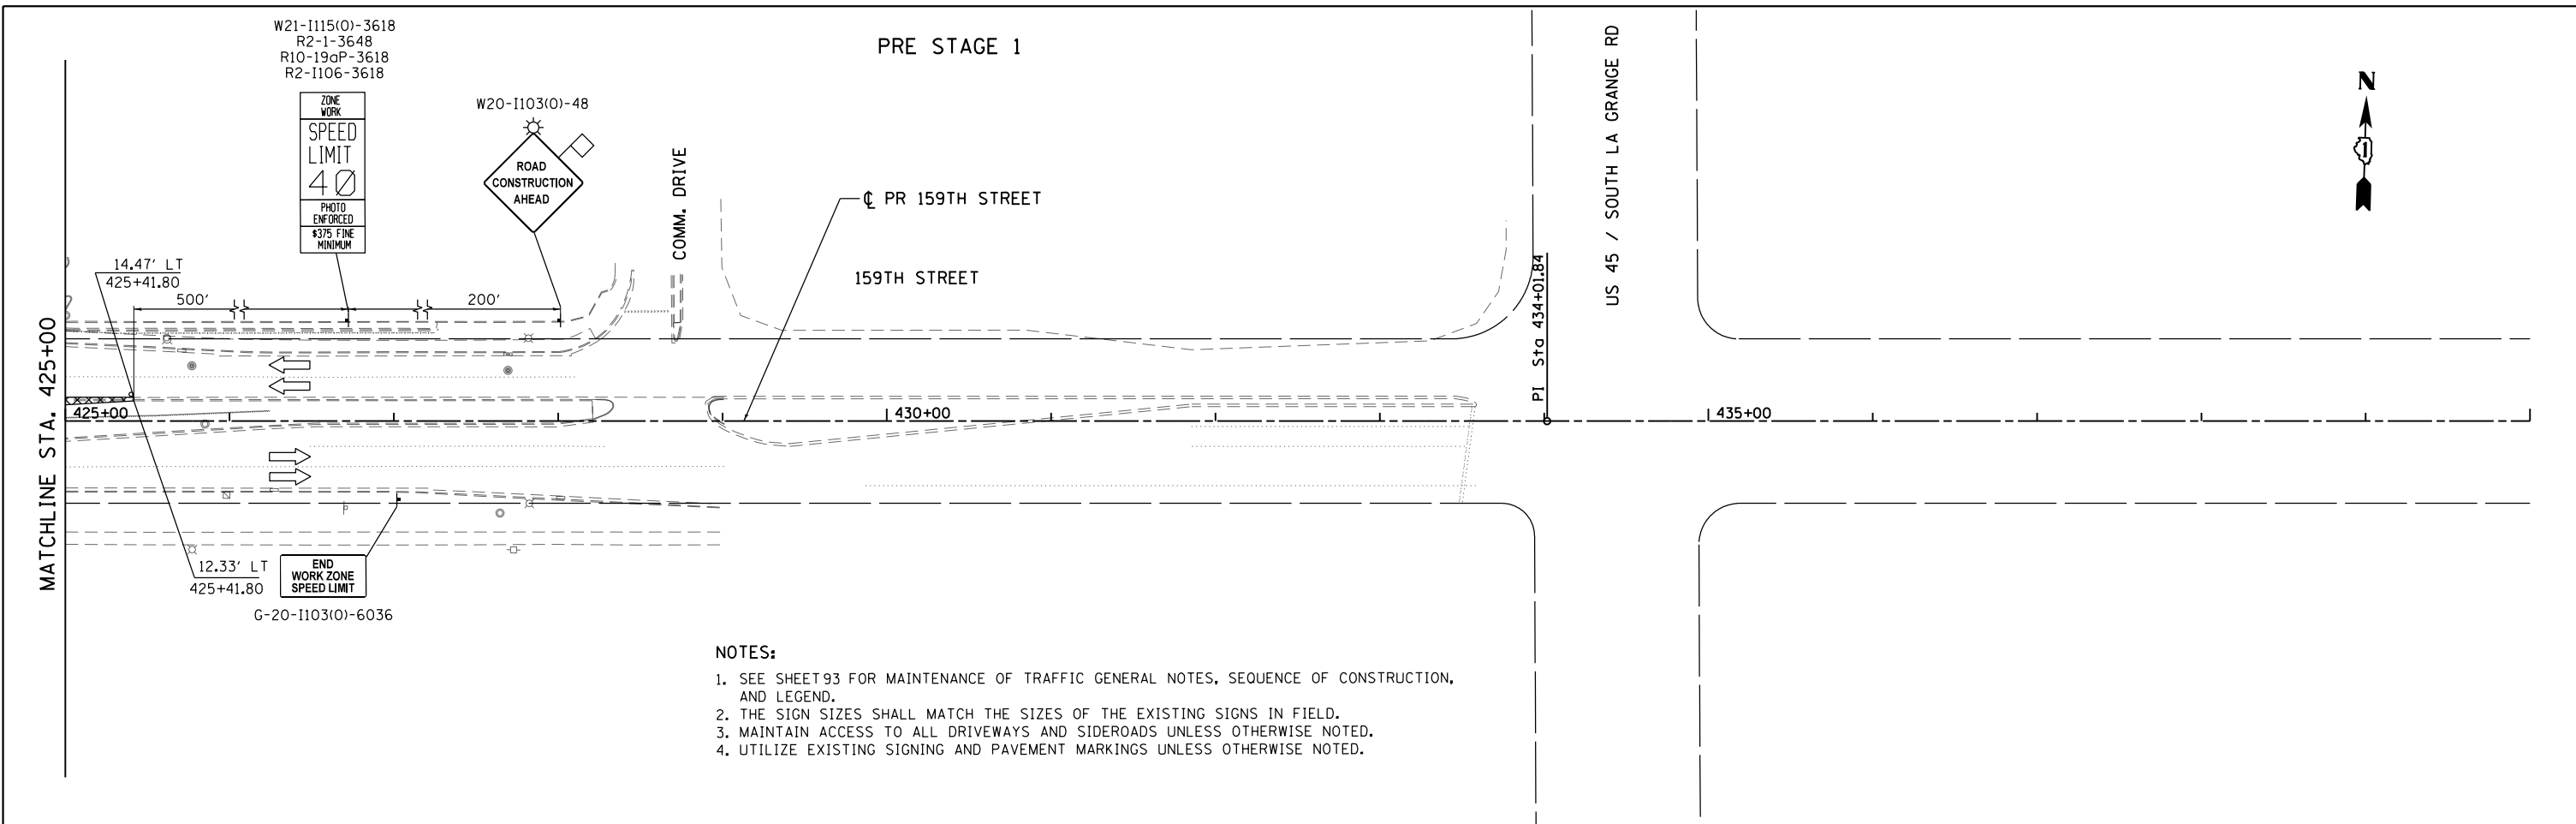 PRE STAGE 1
W21-I115(O)-3618
R2-1-3648
R10-19aP-3618
R2-I106-3618
ZONE
WORK
SPEED
LIMIT
40
PHOTO
ENFORCED
$375 FINE
MINIMUM
W20-I103(O)-48
ROAD
CONSTRUCTION
AHEAD
COMM. DRIVE
℄ PR 159TH STREET
159TH STREET
US 45 / SOUTH LA GRANGE RD
N
1
14.47' LT
425+41.80
500'
200'
PI Sta 434+01.84
MATCHLINE STA. 425+00
425+00
430+00
435+00
12.33' LT
425+41.80
END
WORK ZONE
SPEED LIMIT
G-20-I103(O)-6036
NOTES:
1. SEE SHEET 93 FOR MAINTENANCE OF TRAFFIC GENERAL NOTES, SEQUENCE OF CONSTRUCTION,
AND LEGEND.
2. THE SIGN SIZES SHALL MATCH THE SIZES OF THE EXISTING SIGNS IN FIELD.
3. MAINTAIN ACCESS TO ALL DRIVEWAYS AND SIDEROADS UNLESS OTHERWISE NOTED.
4. UTILIZE EXISTING SIGNING AND PAVEMENT MARKINGS UNLESS OTHERWISE NOTED.